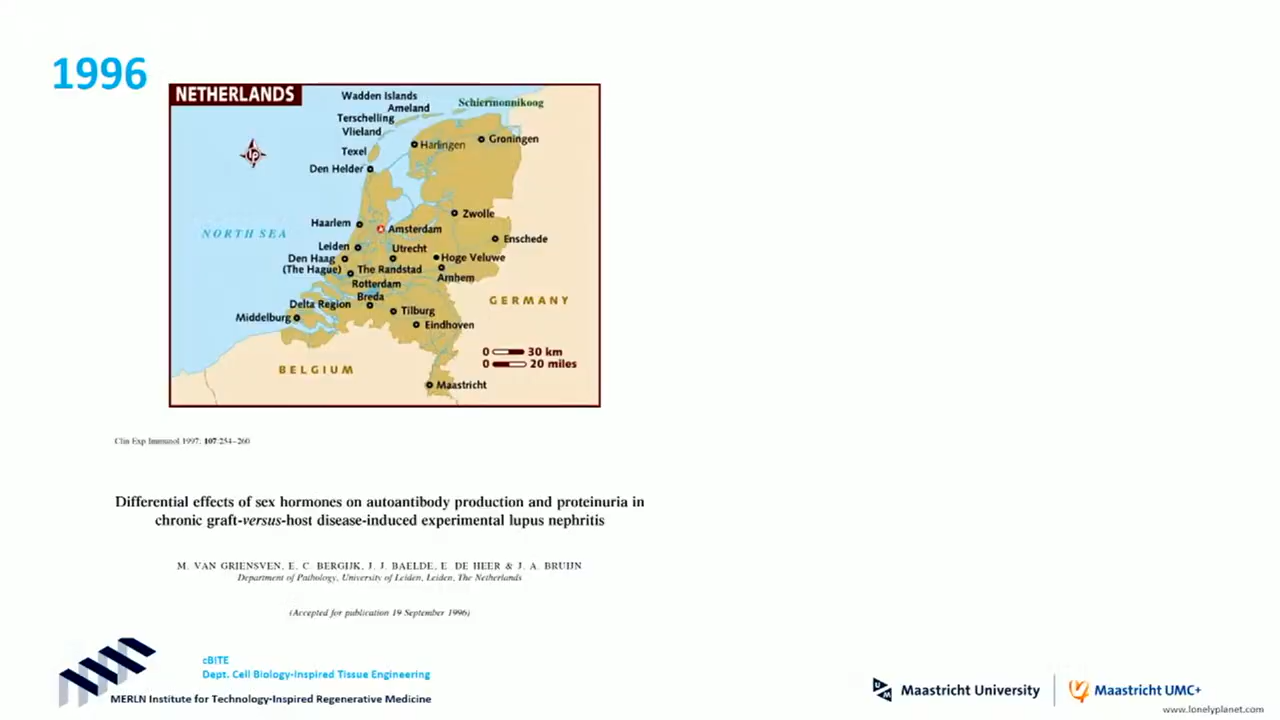 1996
NETHERLANDS
Wadden Islands
Ameland
Schiermonnikoog
Terschelling
Vlieland
Harlingen
Groningen
Texel
Den Helder
Zwolle
Haarlem
Amsterdam
NORTH SEA
Enschede
Leiden
Utrecht
Den Haag
(The Hague)
Hoge Veluwe
The Randstad
Arnhem
Rotterdam
Breda
GERMANY
Delta Region
Tilburg
Middelburg
Eindhoven
0 30 km
0 20 miles
BELGIUM
Maastricht
Clin Exp Immunol 1997; 107:254–260
Differential effects of sex hormones on autoantibody production and proteinuria in
chronic graft-versus-host disease-induced experimental lupus nephritis
M. VAN GRIENSVEN, E. C. BERGIJK, J. J. BAELDE, E. DE HEER & J. A. BRUIJN
Department of Pathology, University of Leiden, Leiden, The Netherlands
(Accepted for publication 19 September 1996)
cBITE
Dept. Cell Biology-Inspired Tissue Engineering
MERLN Institute for Technology-Inspired Regenerative Medicine
Maastricht University
Maastricht UMC+
www.lonelyplanet.com